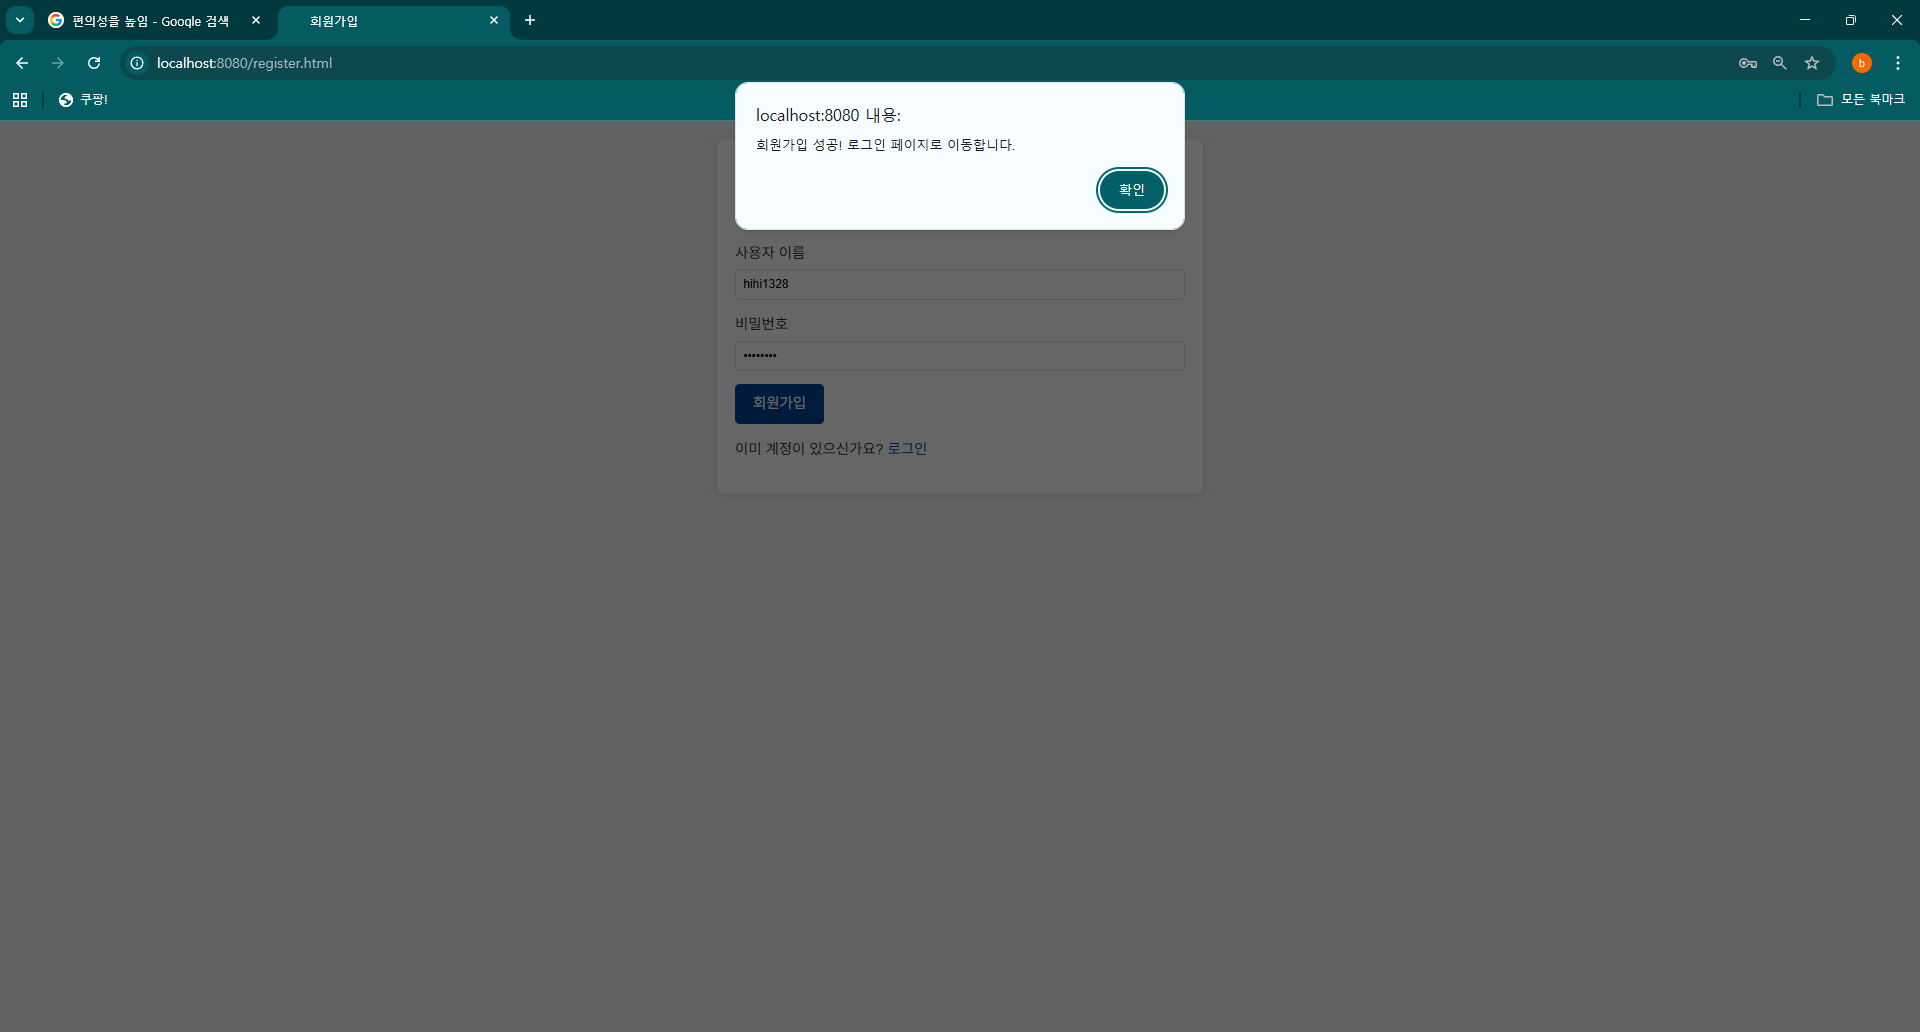 편의성을 높임 - Google 검색
회원가입
localhost:8080/register.html
b
쿠팡!
모든 북마크
localhost:8080 내용:
회원가입 성공! 로그인 페이지로 이동합니다.
확인
사용자 이름
hihi1328
비밀번호
••••••••
회원가입
이미 계정이 있으신가요? 로그인